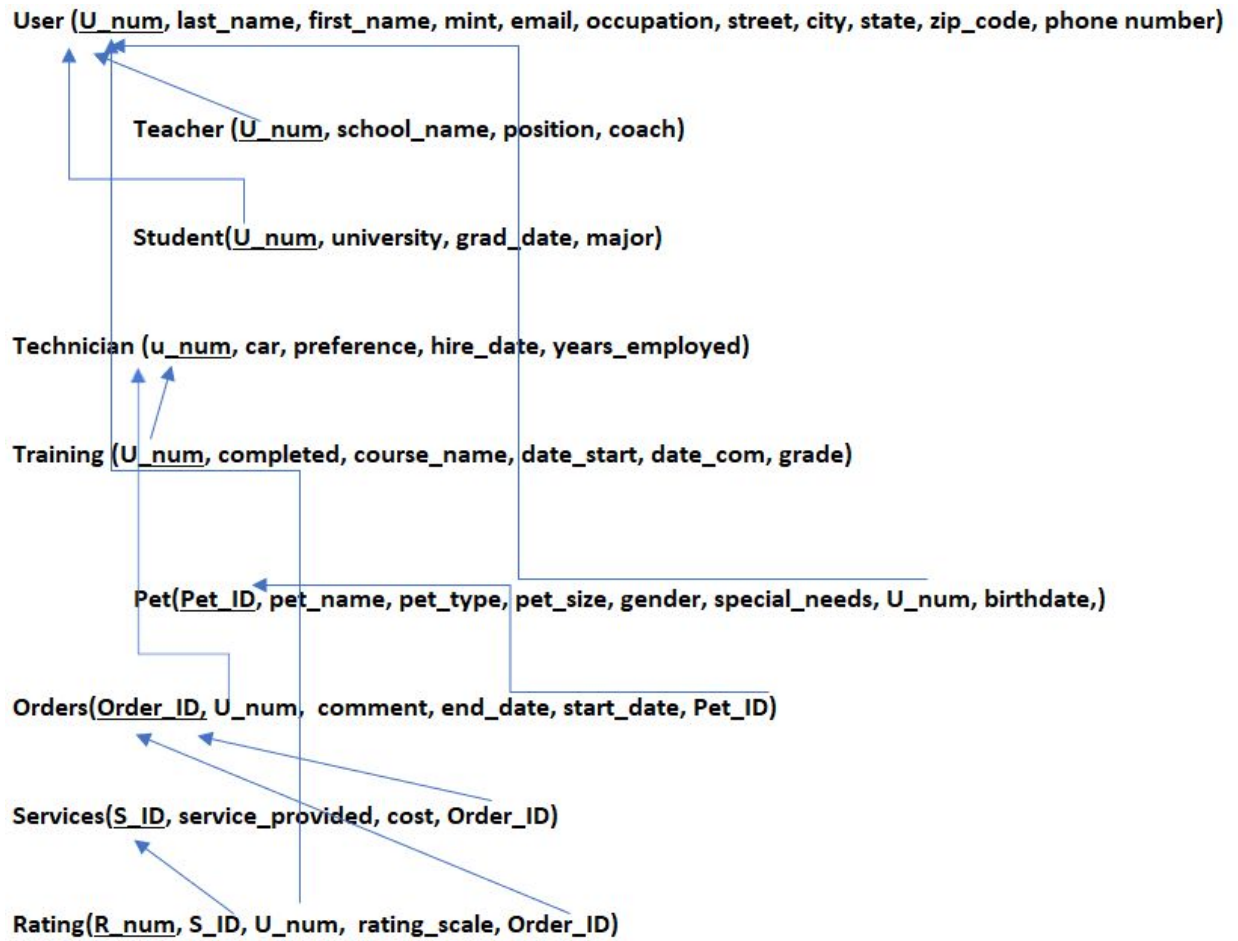 User (U_num, last_name, first_name, mint, email, occupation, street, city, state, zip_code, phone number)
Teacher (U_num, school_name, position, coach)
Student(U_num, university, grad_date, major)
Technician (u_num, car, preference, hire_date, years_employed)
Training (U_num, completed, course_name, date_start, date_com, grade)
Pet(Pet_ID, pet_name, pet_type, pet_size, gender, special_needs, U_num, birthdate,)
Orders(Order_ID, U_num, comment, end_date, start_date, Pet_ID)
Services(S_ID, service_provided, cost, Order_ID)
Rating(R_num, S_ID, U_num, rating_scale, Order_ID)